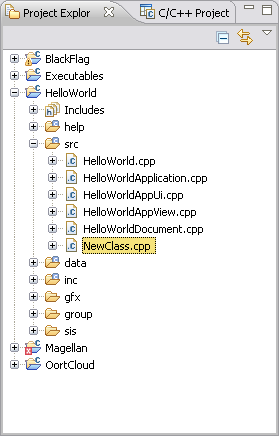 Project Explor
C/C++ Project
BlackFlag
Executables
HelloWorld
Includes
help
src
HelloWorld.cpp
HelloWorldApplication.cpp
HelloWorldAppUi.cpp
HelloWorldAppView.cpp
HelloWorldDocument.cpp
NewClass.cpp
data
inc
gfx
group
sis
Magellan
OortCloud